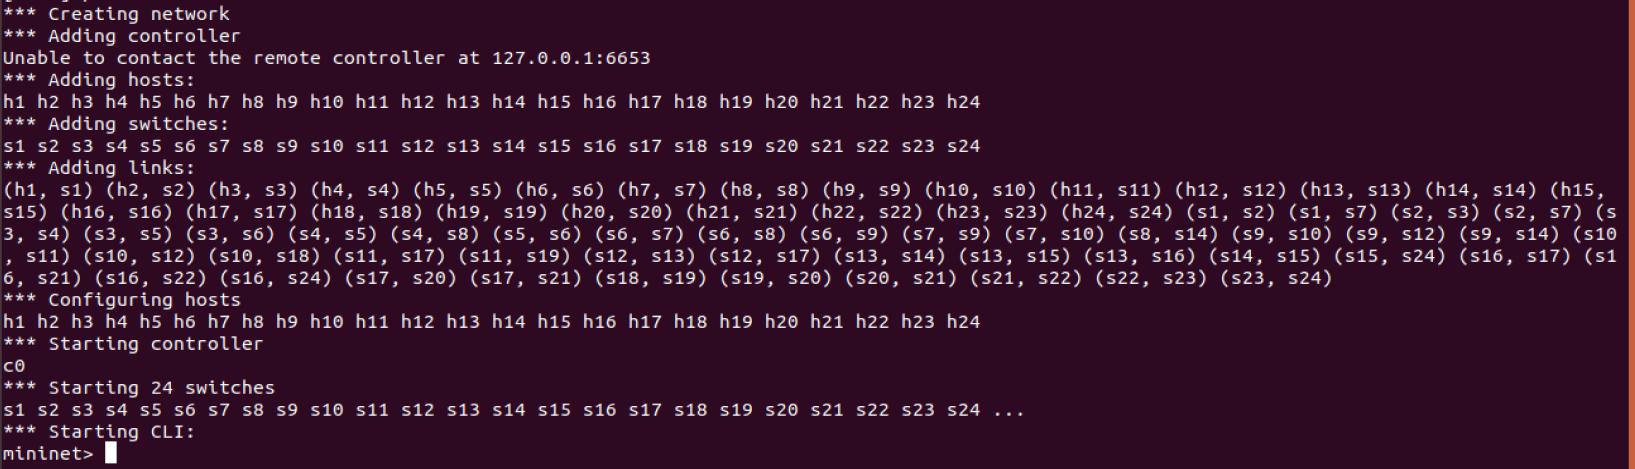 *** Creating network
*** Adding controller
Unable to contact the remote controller at 127.0.0.1:6653
*** Adding hosts:
h1 h2 h3 h4 h5 h6 h7 h8 h9 h10 h11 h12 h13 h14 h15 h16 h17 h18 h19 h20 h21 h22 h23 h24
*** Adding switches:
s1 s2 s3 s4 s5 s6 s7 s8 s9 s10 s11 s12 s13 s14 s15 s16 s17 s18 s19 s20 s21 s22 s23 s24
*** Adding links:
(h1, s1) (h2, s2) (h3, s3) (h4, s4) (h5, s5) (h6, s6) (h7, s7) (h8, s8) (h9, s9) (h10, s10) (h11, s11) (h12, s12) (h13, s13) (h14, s14) (h15,
s15) (h16, s16) (h17, s17) (h18, s18) (h19, s19) (h20, s20) (h21, s21) (h22, s22) (h23, s23) (h24, s24) (s1, s2) (s1, s7) (s2, s3) (s2, s7) (s
3, s4) (s3, s5) (s3, s6) (s4, s5) (s4, s8) (s5, s6) (s6, s7) (s6, s8) (s6, s9) (s7, s9) (s7, s10) (s8, s14) (s9, s10) (s9, s12) (s9, s14) (s10
, s11) (s10, s12) (s10, s18) (s11, s17) (s11, s19) (s12, s13) (s12, s17) (s13, s14) (s13, s15) (s13, s16) (s14, s15) (s15, s24) (s16, s17) (s1
6, s21) (s16, s22) (s16, s24) (s17, s20) (s17, s21) (s18, s19) (s19, s20) (s20, s21) (s21, s22) (s22, s23) (s23, s24)
*** Configuring hosts
h1 h2 h3 h4 h5 h6 h7 h8 h9 h10 h11 h12 h13 h14 h15 h16 h17 h18 h19 h20 h21 h22 h23 h24
*** Starting controller
c0
*** Starting 24 switches
s1 s2 s3 s4 s5 s6 s7 s8 s9 s10 s11 s12 s13 s14 s15 s16 s17 s18 s19 s20 s21 s22 s23 s24 ...
*** Starting CLI:
mininet>